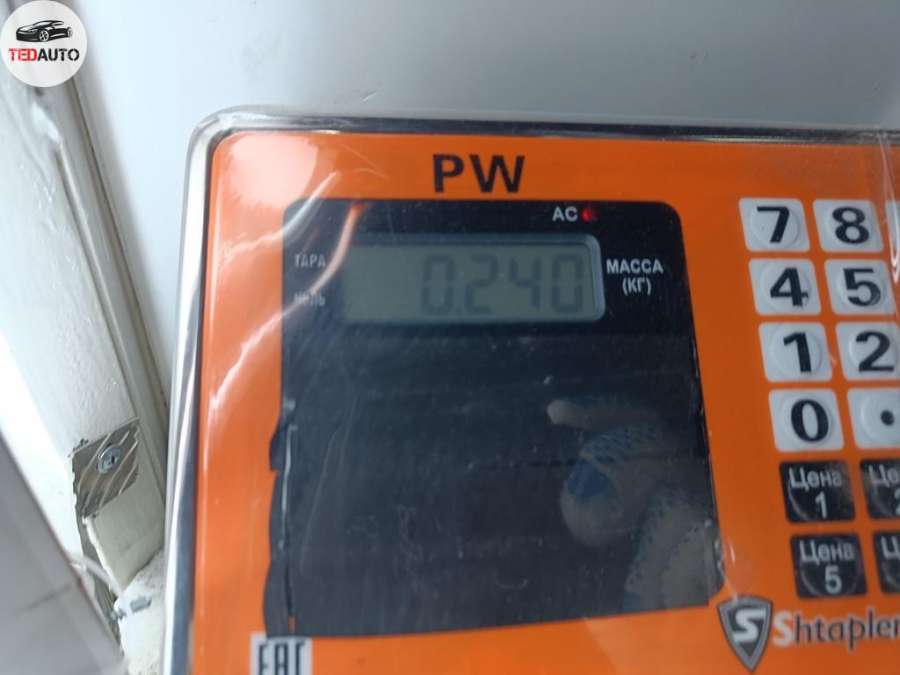 TEDAUTO
PW
AC
ТАРА
0.240
МАССА
(КГ)
7 8
4 5
1 2
0 •
Цена
1
Цена
5
Shtapler
EAC